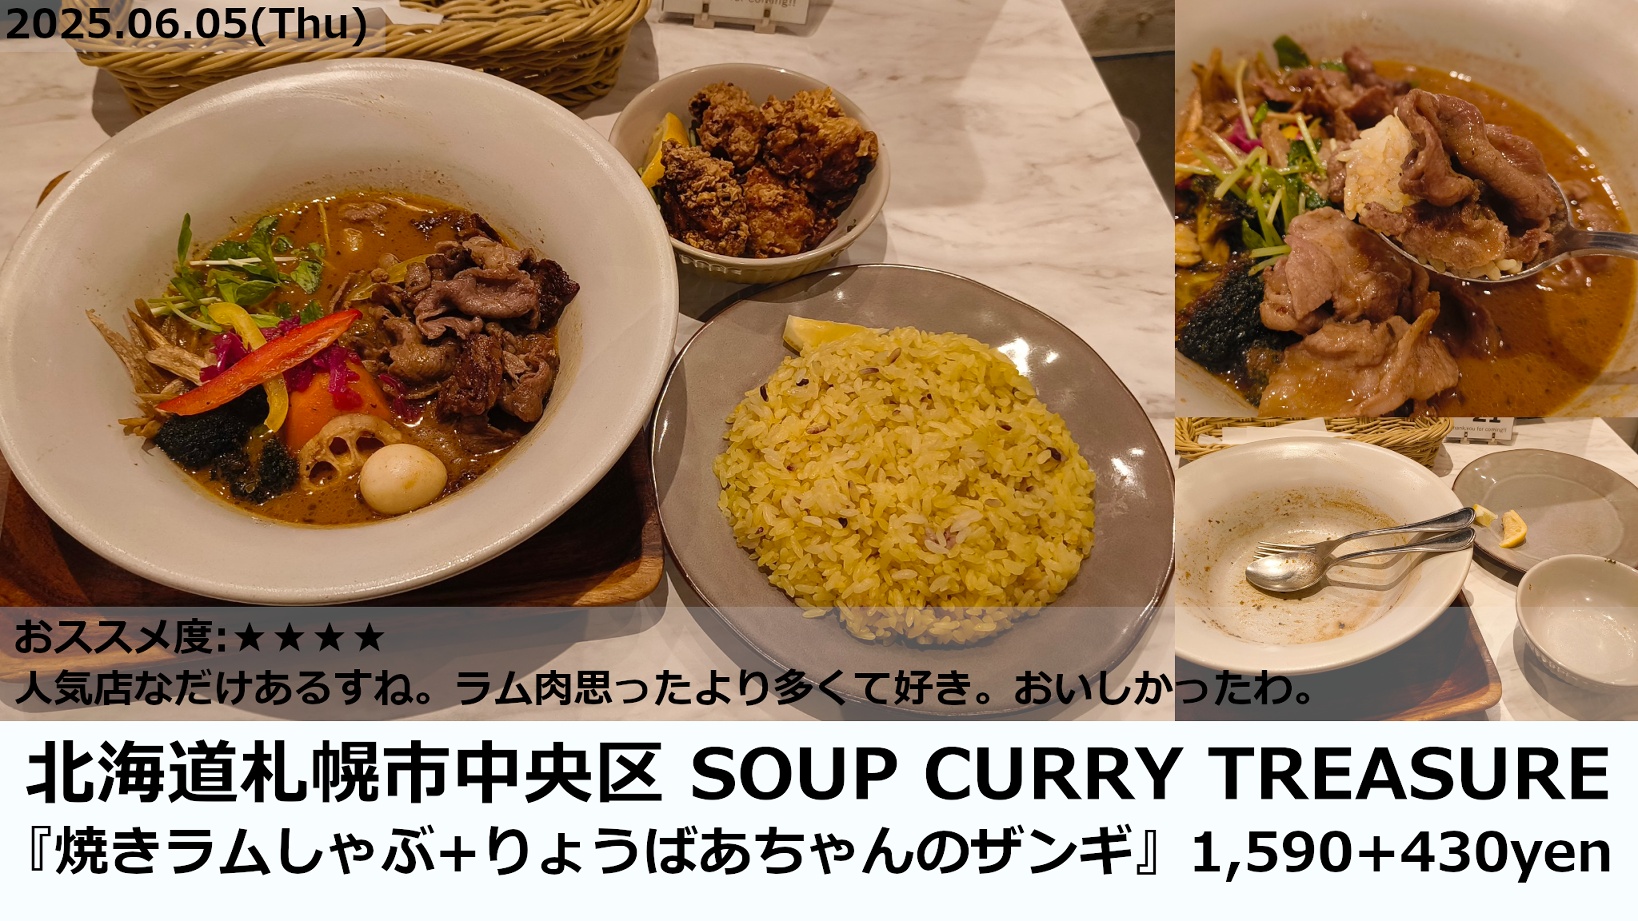 2025.06.05(Thu)
おススメ度:★★★★
人気店なだけあるすね。ラム肉思ったより多くて好き。おいしかったわ。
北海道札幌市中央区 SOUP CURRY TREASURE
『焼きラムしゃぶ+りょうばあちゃんのザンギ』1,590+430yen